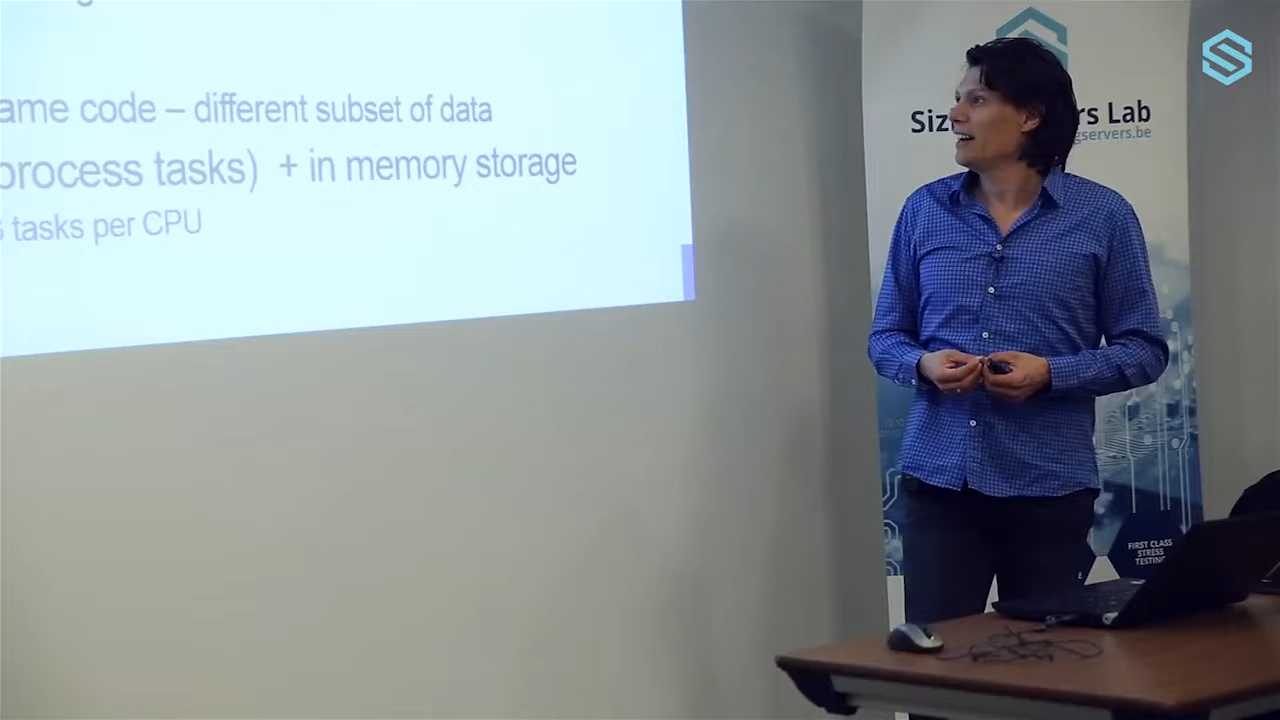 ame code – different subset of data
process tasks) + in memory storage
tasks per CPU
Siz rs Lab
gservers.be
FIRST CLASS
STRESS
TESTING
E